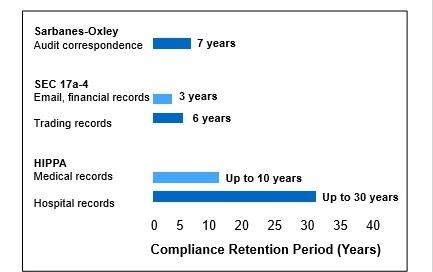 Sarbanes-Oxley
Audit correspondence 7 years
SEC 17a-4
Email, financial records 3 years
Trading records 6 years
HIPPA
Medical records Up to 10 years
Hospital records Up to 30 years
0 5 10 15 20 25 30 35 40
Compliance Retention Period (Years)